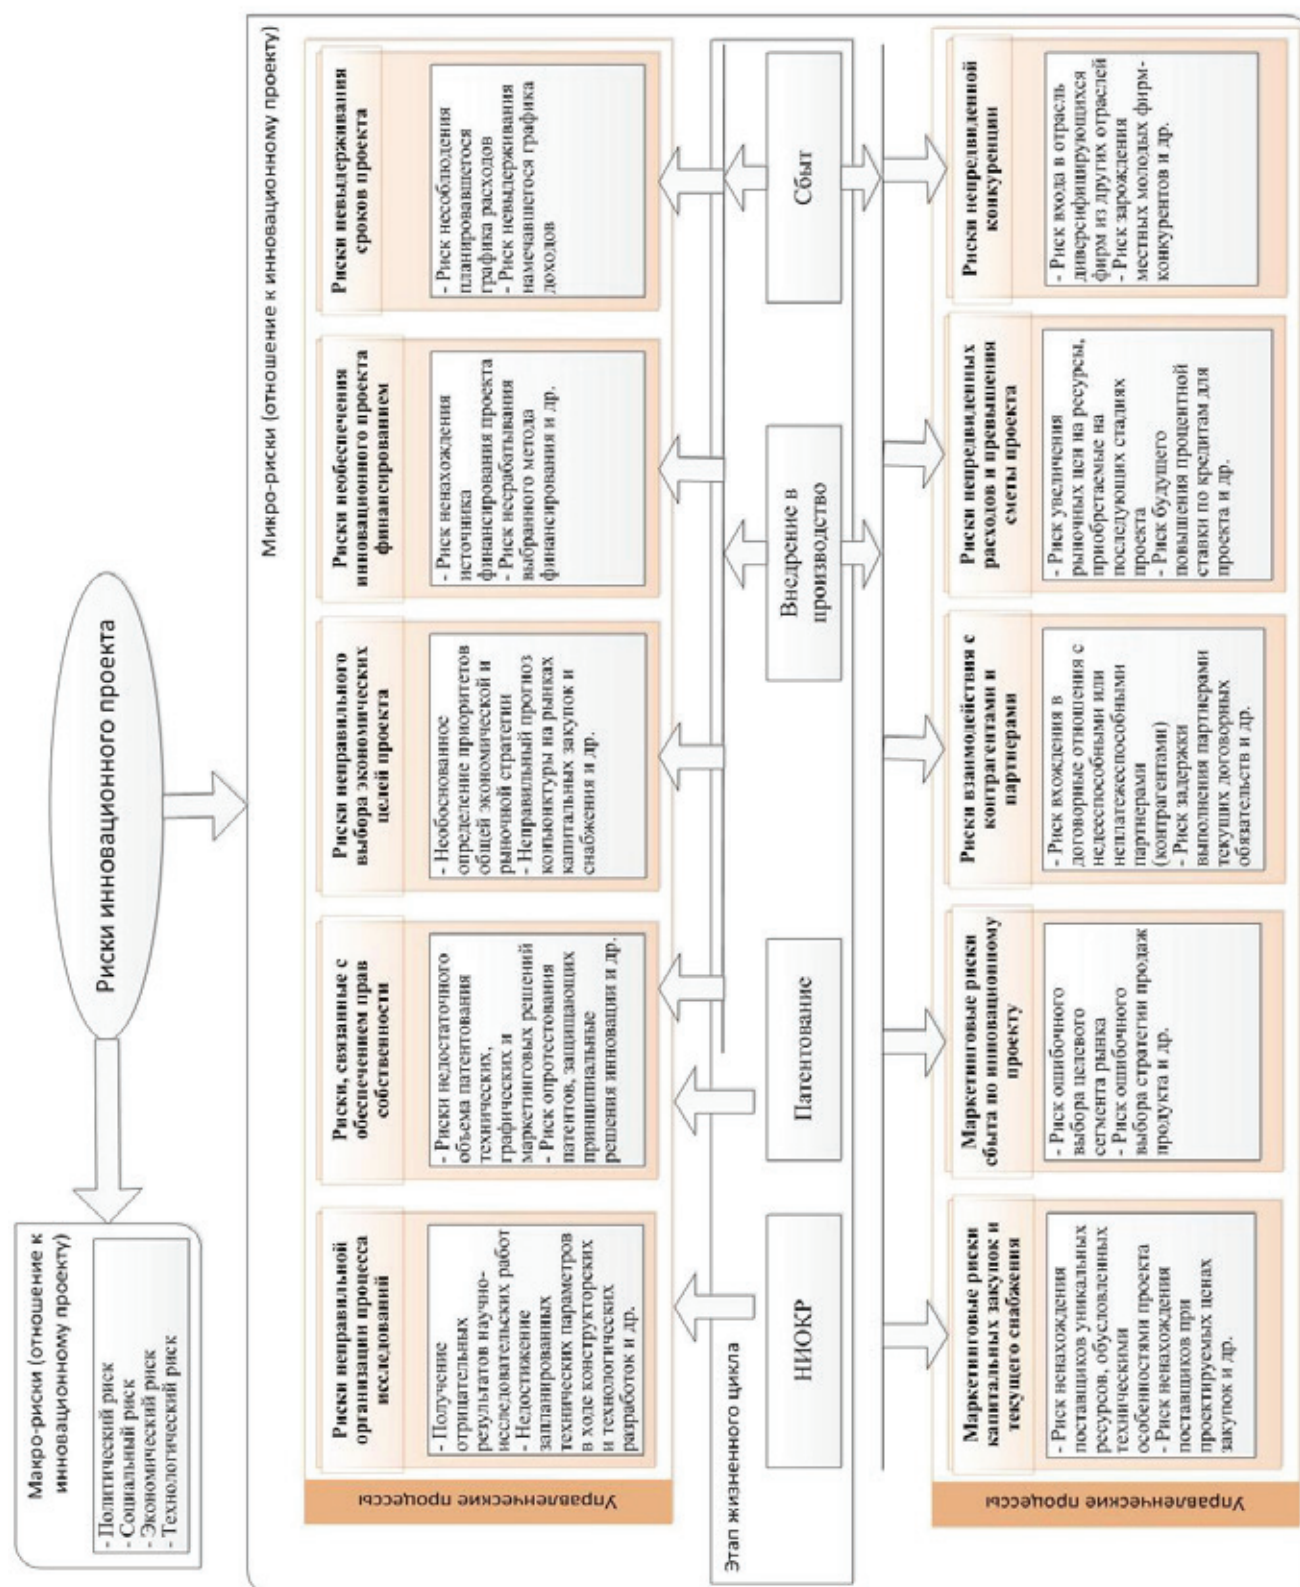 Риски инновационного проекта
Макро-риски (отношение к
инновационному проекту)
- Политический риск
- Социальный риск
- Экономический риск
- Технологический риск
Микро-риски (отношение к инновационному проекту)
Управленческие процессы
Риски неправильной
организации процесса
исследований
- Получение
отрицательных
результатов научно-
исследовательских работ
- Недостижение
запланированных
технических параметров
в ходе конструкторских
и технологических
разработок и др.
Риски, связанные с
обеспечением прав
собственности
- Риски недостаточного
объема патентования
технических,
графических и
маркетинговых решений
- Риск опротестования
патентов, защищающих
принципиальные
решения инновации и др.
Риски неправильного
выбора экономических
целей проекта
- Необоснованное
определение приоритетов
общей экономической и
рыночной стратегии
- Неправильный прогноз
конъюнктуры на рынках
капитальных закупок и
снабжения и др.
Риски необеспечения
инновационного проекта
финансированием
- Риск ненахождения
источника
финансирования проекта
- Риск несрабатывания
выбранного метода
финансирования и др.
Риски невыдерживания
сроков проекта
- Риск несоблюдения
планировавшегося
графика расходов
- Риск невыдерживания
намечавшегося графика
доходов
Этап жизненного цикла
НИОКР
Патентование
Внедрение в
производство
Сбыт
Управленческие процессы
Маркетинговые риски
капитальных закупок и
текущего снабжения
- Риск ненахождения
поставщиков уникальных
ресурсов, обусловленных
техническими
особенностями проекта
- Риск ненахождения
поставщиков при
проектируемых ценах
закупок и др.
Маркетинговые риски
сбыта по инновационному
проекту
- Риск ошибочного
выбора целевого
сегмента рынка
- Риск ошибочного
выбора стратегии продаж
продукта и др.
Риски взаимодействия с
контрагентами и
партнерами
- Риск вхождения в
договорные отношения с
недееспособными или
неплатежеспособными
партнерами
(контрагентами)
- Риск задержки
выполнения партнерами
текущих договорных
обязательств и др.
Риски непредвиденных
расходов и превышения
сметы проекта
- Риск увеличения
рыночных цен на ресурсы,
приобретаемые на
последующих стадиях
проекта
- Риск будущего
повышения процентной
ставки по кредитам для
проекта и др.
Риски непредвиденной
конкуренции
- Риск входа в отрасль
диверсифицирующихся
фирм из других отраслей
- Риск зарождения
местных молодых фирм-
конкурентов и др.